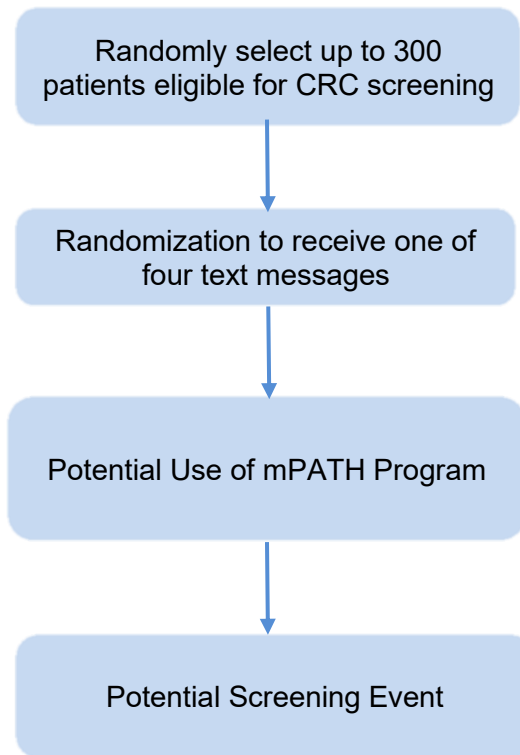 Randomly select up to 300
patients eligible for CRC screening
Randomization to receive one of
four text messages
Potential Use of mPATH Program
Potential Screening Event